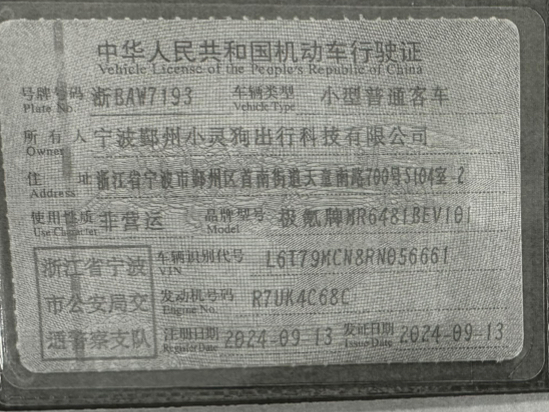 中华人民共和国机动车行驶证
Vehicle License of the People's Republic of China
号牌号码 浙BAW7193 车辆类型 小型普通客车
Plate No. Vehicle Type
所有人 宁波鄞州小灵狗出行科技有限公司
Owner
住址 浙江省宁波市鄞州区首南街道天童南路700号5104室-2
Address
使用性质 非营运 品牌型号 极氪牌MR6481BEV101
Use Character Model
浙江省宁波市公安局交通警察支队
车辆识别代号 L6T79MCN8RN056661
VIN
发动机号码 R7UK4C68C
Engine No.
注册日期 2024-09-13 发证日期 2024-09-13
Register Date Issue Date